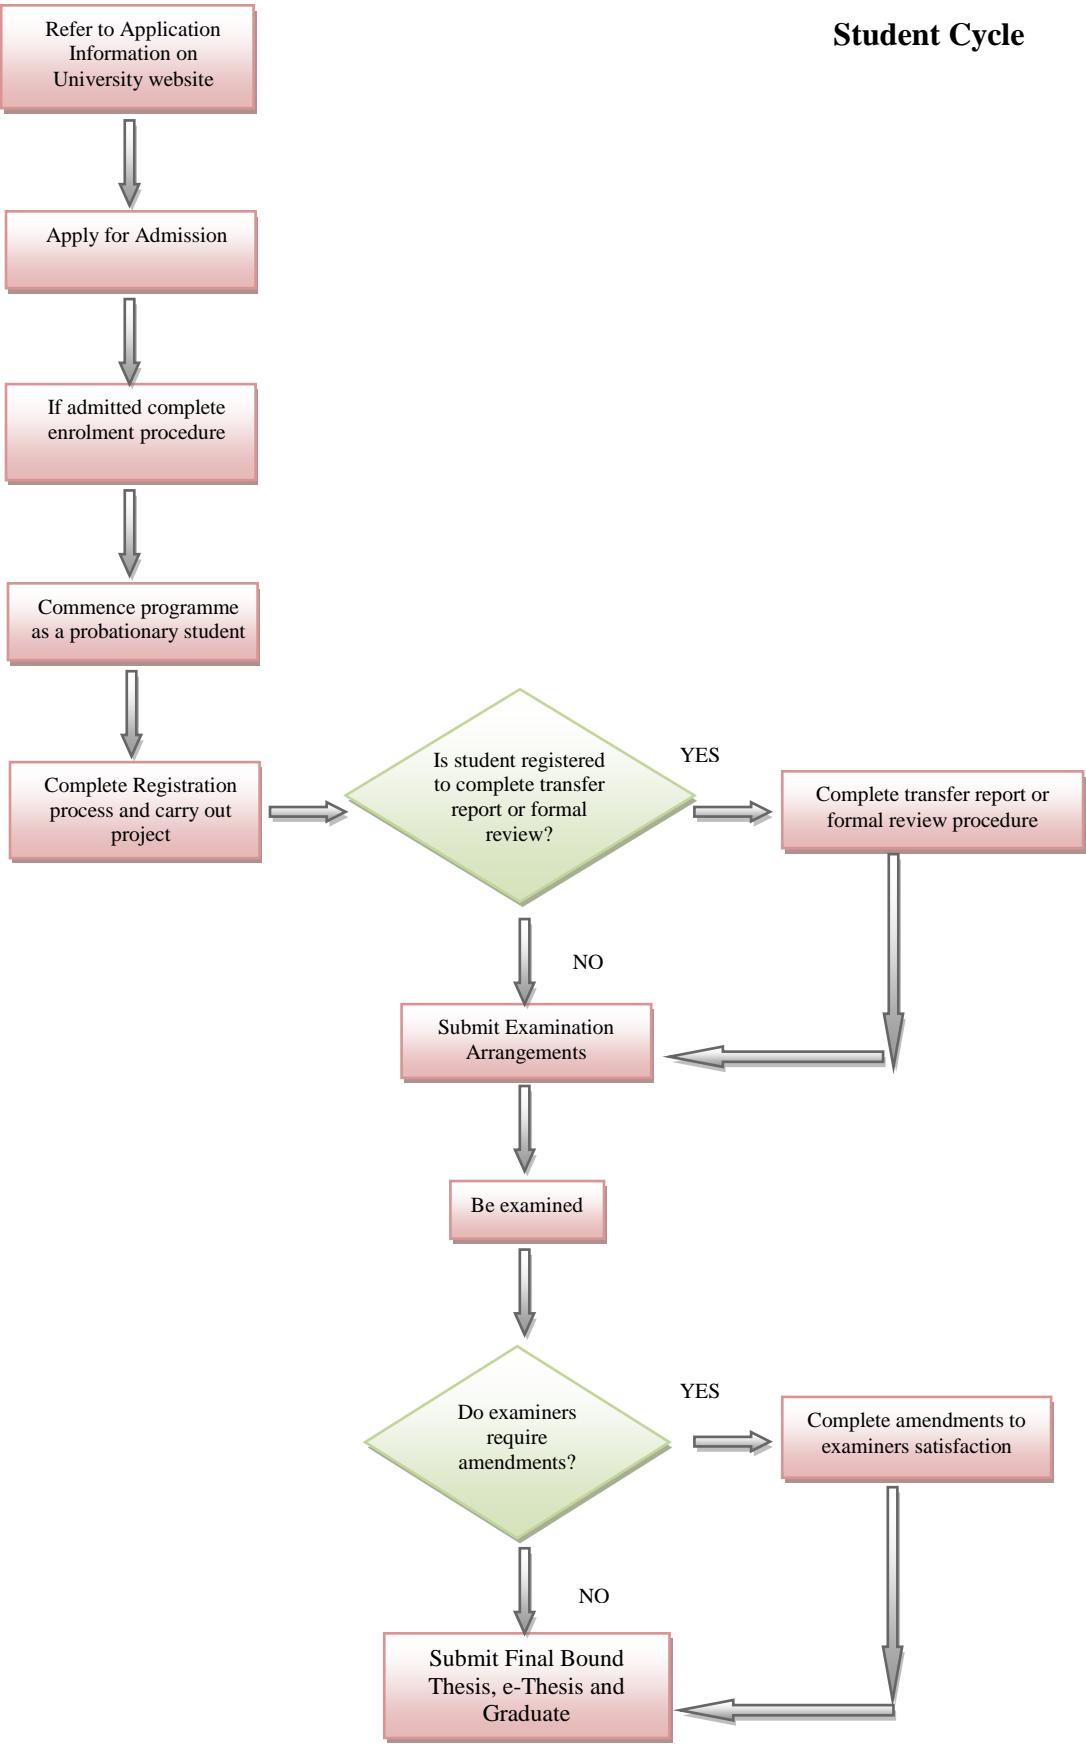 Student Cycle
Refer to Application
Information on
University website
Apply for Admission
If admitted complete
enrolment procedure
Commence programme
as a probationary student
Complete Registration
process and carry out
project
Is student registered
to complete transfer
report or formal
review?
YES
Complete transfer report or
formal review procedure
NO
Submit Examination
Arrangements
Be examined
Do examiners
require
amendments?
YES
Complete amendments to
examiners satisfaction
NO
Submit Final Bound
Thesis, e-Thesis and
Graduate